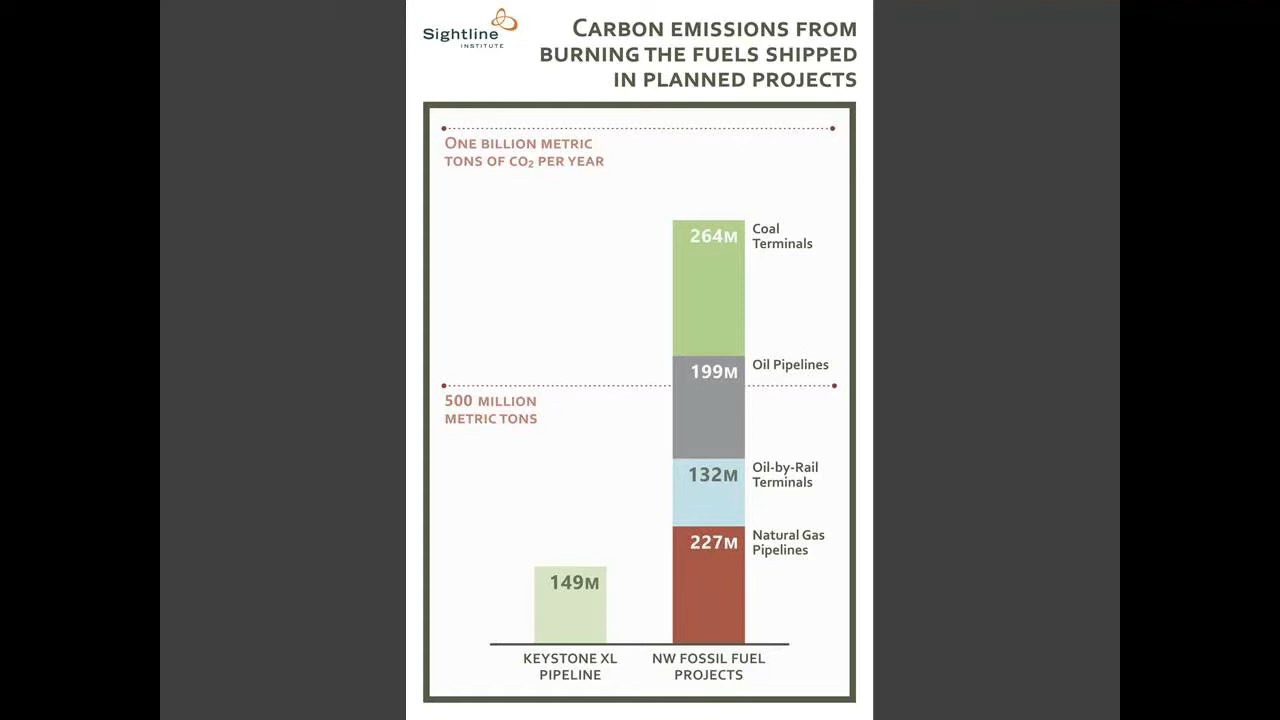 Sightline
INSTITUTE
CARBON EMISSIONS FROM
BURNING THE FUELS SHIPPED
IN PLANNED PROJECTS
ONE BILLION METRIC
TONS OF CO₂ PER YEAR
264M
Coal
Terminals
199M
Oil Pipelines
500 MILLION
METRIC TONS
132M
Oil-by-Rail
Terminals
227M
Natural Gas
Pipelines
149M
KEYSTONE XL
PIPELINE
NW FOSSIL FUEL
PROJECTS